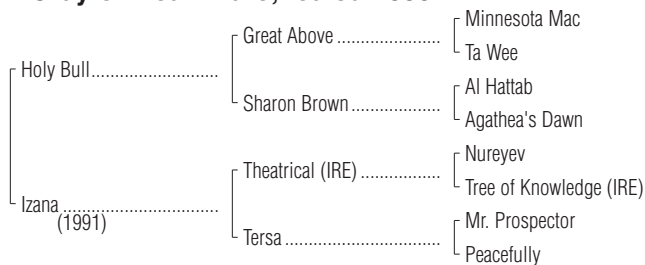 Minnesota Mac
Great Above
Ta Wee
Holy Bull
Al Hattab
Sharon Brown
Agathea's Dawn
Nureyev
Theatrical (IRE)
Tree of Knowledge (IRE)
Izana
(1991)
Mr. Prospector
Tersa
Peacefully